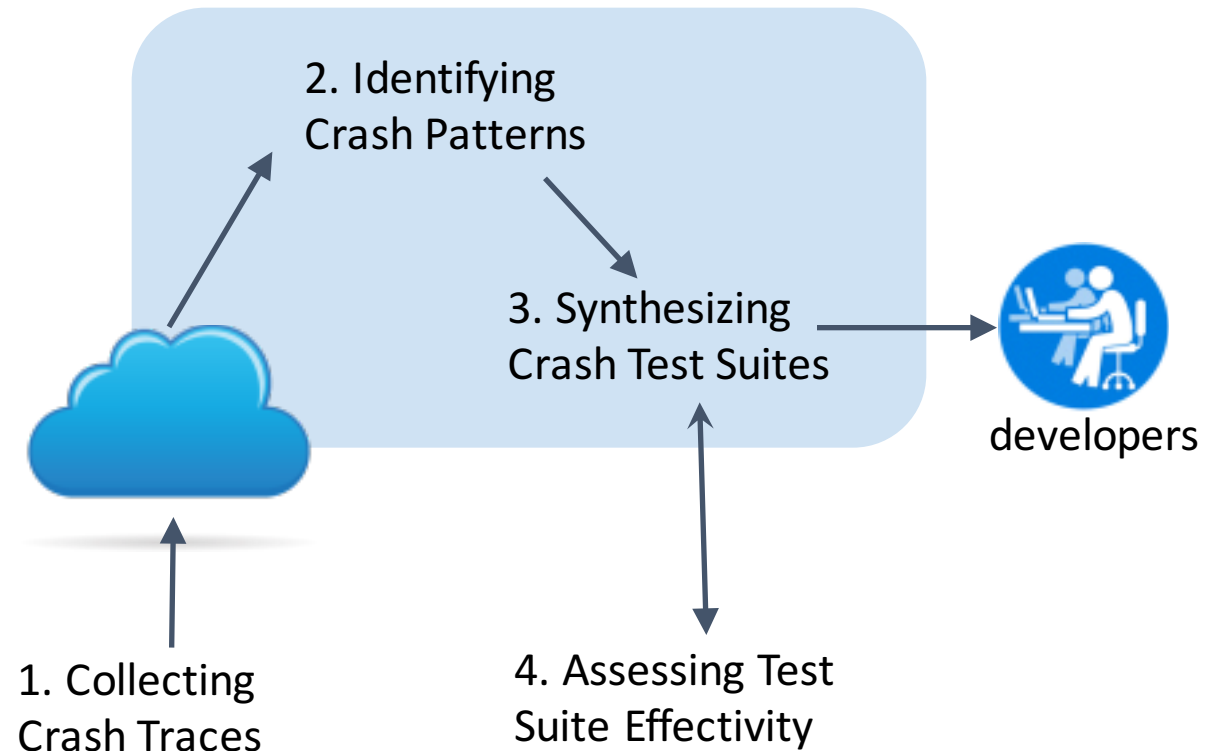 2. Identifying
Crash Patterns
3. Synthesizing
Crash Test Suites
developers
1. Collecting
Crash Traces
4. Assessing Test
Suite Effectivity